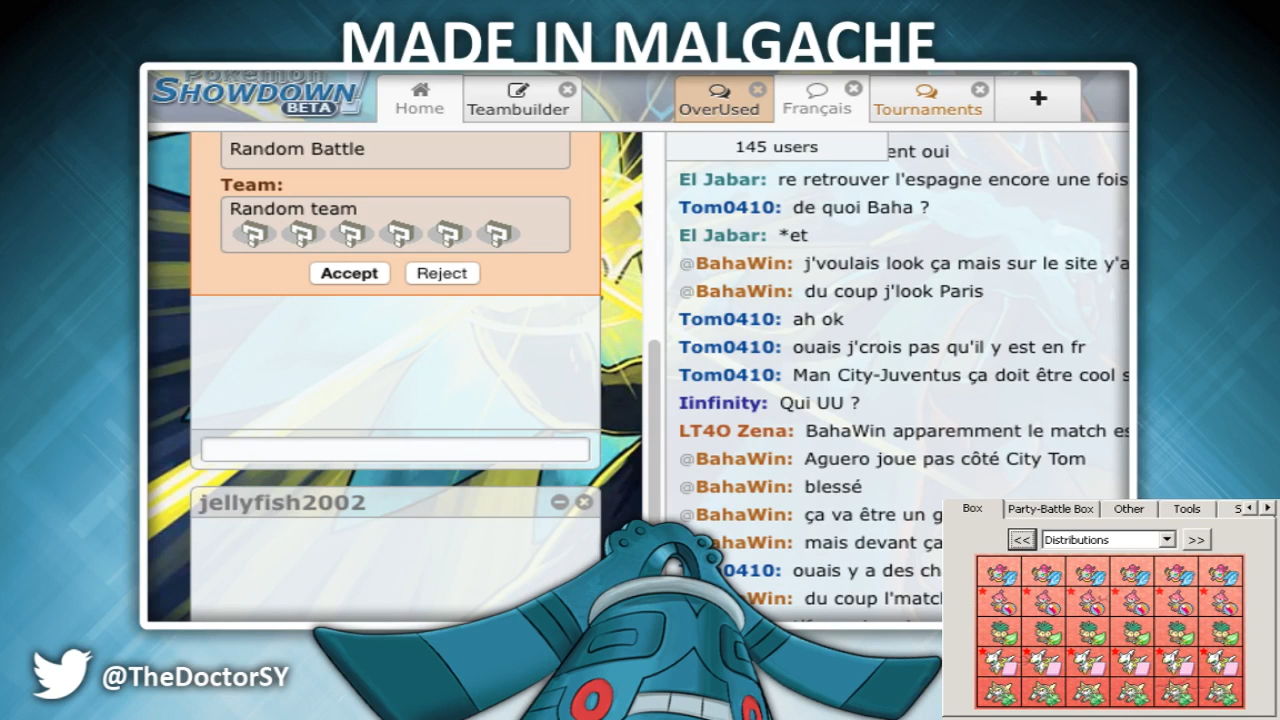 MADE IN MALGACHE
Pokémon
SHOWDOWN
BETA
Home
Teambuilder
OverUsed
Français
Tournaments
+
Random Battle
Team:
Random team
? ? ? ? ? ?
Accept Reject
jellyfish2002
145 users
ent oui
El Jabar: re retrouver l'espagne encore une fois
Tom0410: de quoi Baha ?
El Jabar: *et
@BahaWin: j'voulais look ça mais sur le site y'a
@BahaWin: du coup j'look Paris
Tom0410: ah ok
Tom0410: ouais j'crois pas qu'il y est en fr
Tom0410: Man City-Juventus ça doit être cool s
Iinfinity: Qui UU ?
LT4O Zena: BahaWin apparemment le match es
@BahaWin: Aguero joue pas côté City Tom
@BahaWin: blessé
@BahaWin: ça va être un g
ahaWin: mais devant ça
0410: ouais y a des ch
Win: du coup l'matc
Box Party-Battle Box Other Tools S
<< Distributions >>
@TheDoctorSY